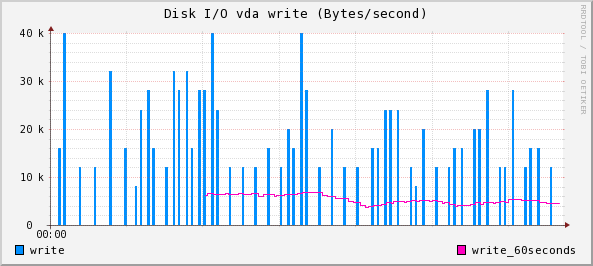 Disk I/O vda write (Bytes/second)
RRDTOOL / TOBI OETIKER
40 k
30 k
20 k
10 k
0
00:00
write
write_60seconds